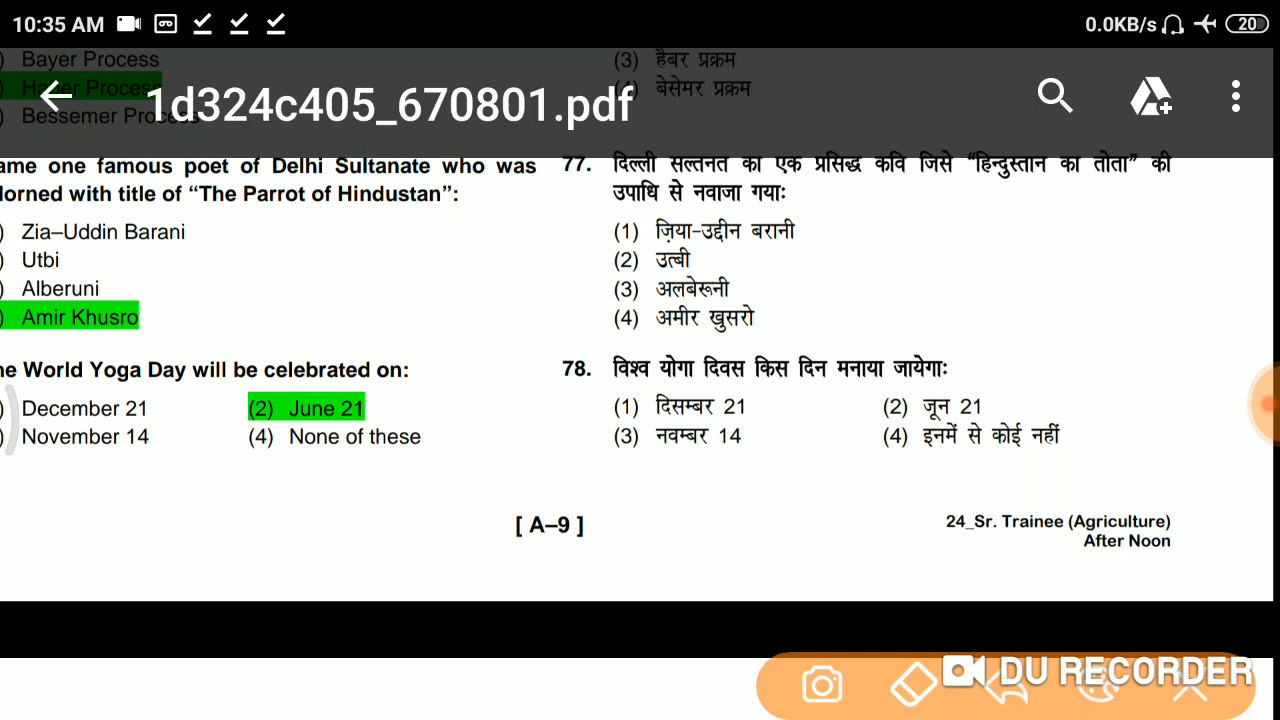 10:35 AM
0.0KB/s
20
) Bayer Process
) Haber Process
) Bessemer Process
(3) हैबर प्रक्रम
(4) बेसेमर प्रक्रम
1d324c405_670801.pdf
ame one famous poet of Delhi Sultanate who was
lorned with title of “The Parrot of Hindustan”:
) Zia–Uddin Barani
) Utbi
) Alberuni
) Amir Khusro
77. दिल्ली सल्तनत का एक प्रसिद्ध कवि जिसे “हिन्दुस्तान का तोता” की
उपाधि से नवाजा गयाः
(1) ज़िया-उद्दीन बरानी
(2) उत्बी
(3) अलबेरूनी
(4) अमीर खुसरो
ne World Yoga Day will be celebrated on:
) December 21 (2) June 21
) November 14 (4) None of these
78. विश्व योगा दिवस किस दिन मनाया जायेगाः
(1) दिसम्बर 21 (2) जून 21
(3) नवम्बर 14 (4) इनमें से कोई नहीं
[ A–9 ]
24_Sr. Trainee (Agriculture)
After Noon
DU RECORDER